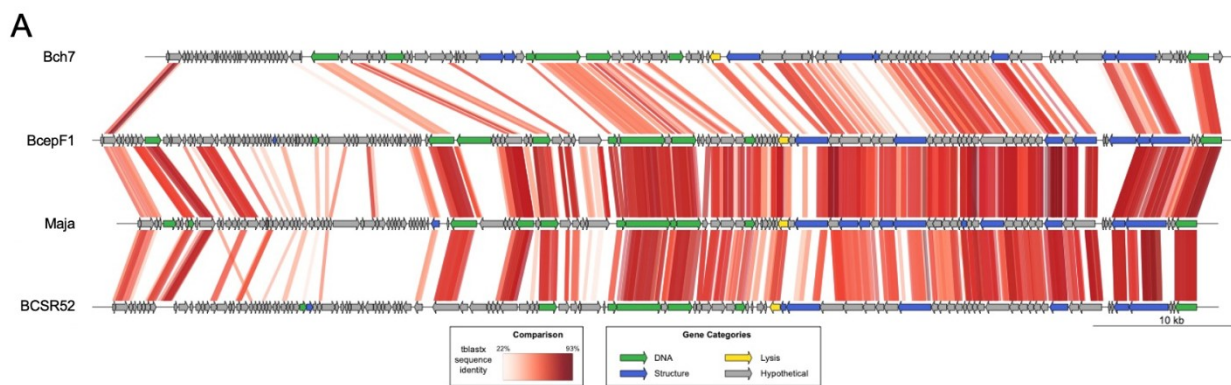 A
Bch7
BcepF1
Maja
BCSR52
10 kb
Comparison
22% 93%
tblastx
sequence
identity
Gene Categories
DNA Lysis
Structure Hypothetical